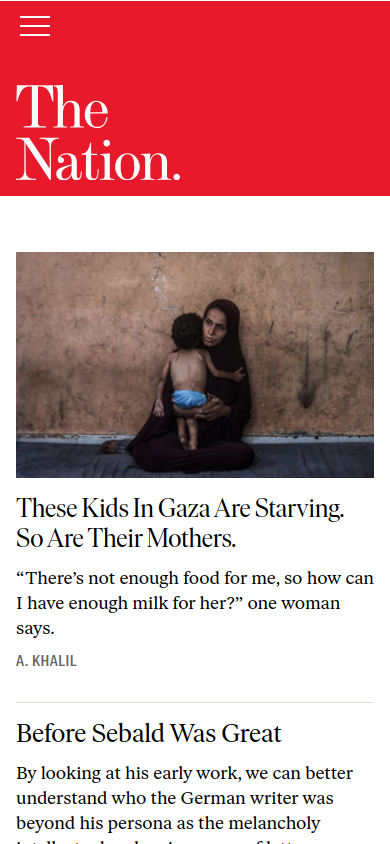 The
Nation.
These Kids In Gaza Are Starving.
So Are Their Mothers.
“There’s not enough food for me, so how can
I have enough milk for her?” one woman
says.
A. KHALIL
Before Sebald Was Great
By looking at his early work, we can better
understand who the German writer was
beyond his persona as the melancholy